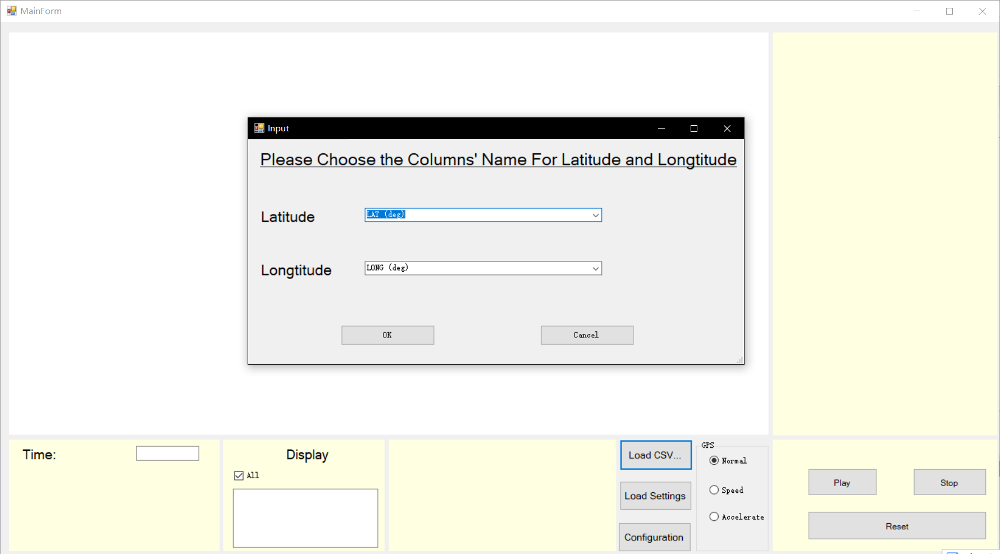 MainForm
Input
Please Choose the Columns' Name For Latitude and Longtitude
Latitude
LAT (deg)
Longtitude
LONG (deg)
OK
Cancel
Time:
Display
All
Load CSV...
Load Settings
Configuration
GPS
Normal
Speed
Accelerate
Play
Stop
Reset